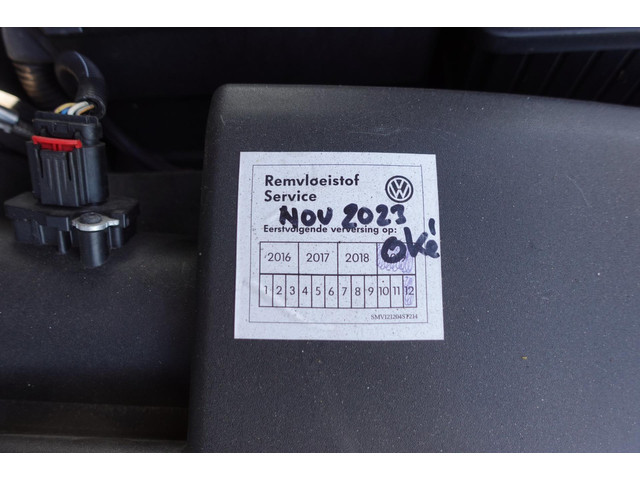 Remvloeistof
Service
NOV 2023
Eerstvolgende verversing op:
oké
2016 2017 2018
1 2 3 4 5 6 7 8 9 10 11 12